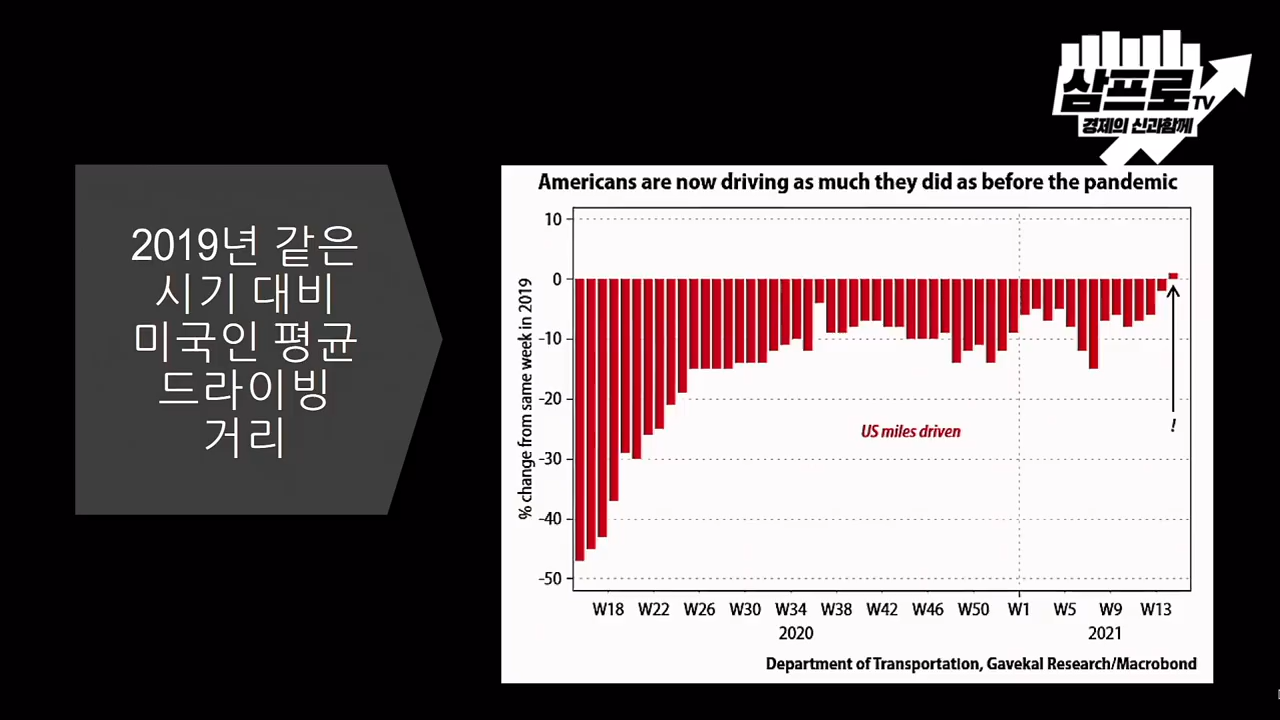 삼프로TV
경제의 신과함께
2019년 같은
시기 대비
미국인 평균
드라이빙
거리
Americans are now driving as much they did as before the pandemic
% change from same week in 2019
10
0
-10
-20
-30
-40
-50
US miles driven
!
W18 W22 W26 W30 W34 W38 W42 W46 W50 W1 W5 W9 W13
2020 2021
Department of Transportation, Gavekal Research/Macrobond